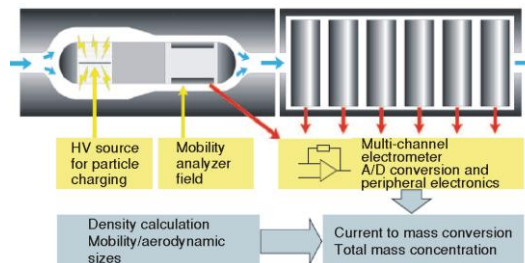 HV source
for particle
charging
Mobility
analyzer
field
Multi-channel
electrometer
A/D conversion and
peripheral electronics
Density calculation
Mobility/aerodynamic
sizes
Current to mass conversion
Total mass concentration